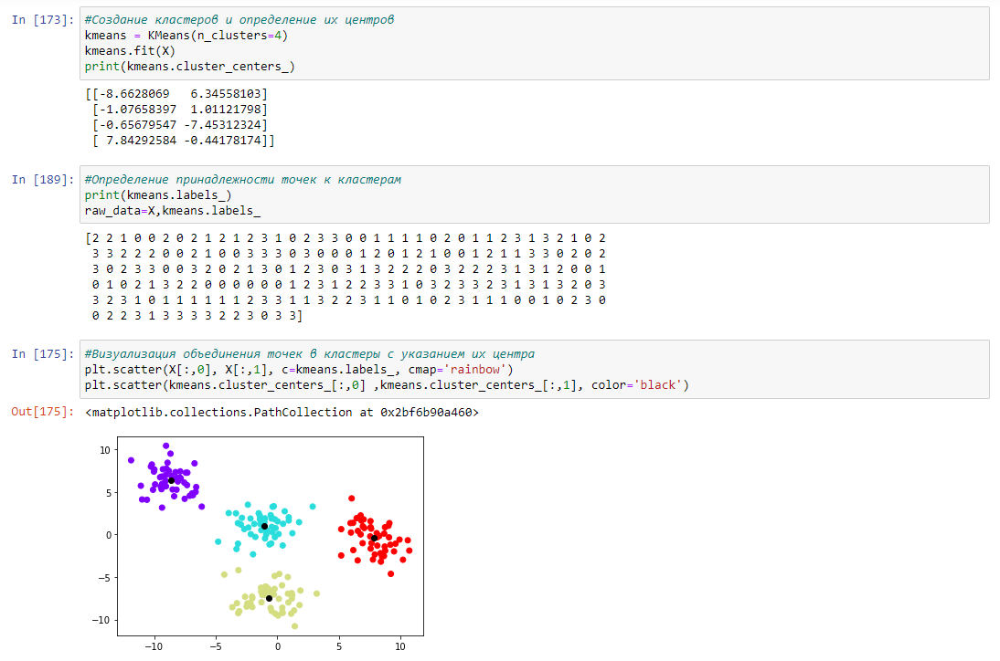 In [173]: #Создание кластеров и определение их центров
kmeans = KMeans(n_clusters=4)
kmeans.fit(X)
print(kmeans.cluster_centers_)
[[-8.6628069   6.34558103]
 [-1.07658397  1.01121798]
 [-0.65679547 -7.45312324]
 [ 7.84292584 -0.44178174]]
In [189]: #Определение принадлежности точек к кластерам
print(kmeans.labels_)
raw_data=X,kmeans.labels_
[2 2 1 0 0 2 0 2 1 2 1 2 3 1 0 2 3 3 0 0 1 1 1 1 0 2 0 1 1 2 3 1 3 2 1 0 2
 3 3 2 2 2 0 0 2 1 0 0 3 3 3 0 3 0 0 0 1 2 0 1 2 1 0 0 1 2 1 1 3 3 0 2 0 2
 3 0 2 3 3 0 0 3 2 0 2 1 3 0 1 2 3 0 3 1 3 2 2 2 0 3 2 2 2 3 1 3 1 2 0 0 1
 0 1 0 2 1 3 2 2 0 0 0 0 0 0 1 2 3 1 2 2 3 3 1 0 3 2 3 3 2 3 1 3 1 3 2 0 3
 3 2 3 1 0 1 1 1 1 1 1 2 3 3 1 1 3 2 2 3 1 1 0 1 0 2 3 1 1 1 0 0 1 0 2 3 0
 0 2 2 3 1 3 3 3 3 2 2 3 0 3 3]
In [175]: #Визуализация объединения точек в кластеры с указанием их центра
plt.scatter(X[:,0], X[:,1], c=kmeans.labels_, cmap='rainbow')
plt.scatter(kmeans.cluster_centers_[:,0] ,kmeans.cluster_centers_[:,1], color='black')
Out[175]: <matplotlib.collections.PathCollection at 0x2bf6b90a460>
10
5
0
−5
−10
−10 −5 0 5 10